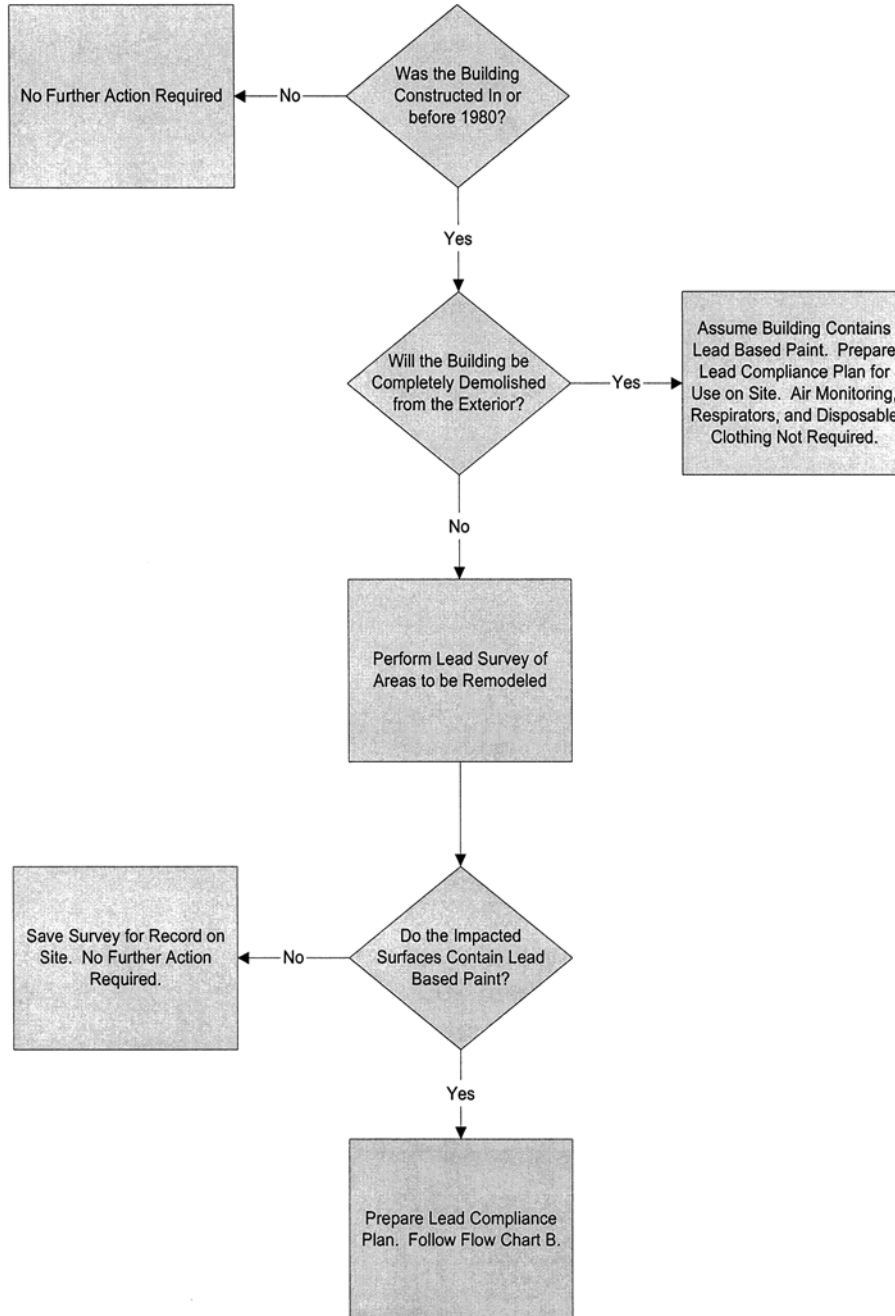 Was the Building
Constructed In or
before 1980?
No
No Further Action Required
Yes
Will the Building be
Completely Demolished
from the Exterior?
Yes
Assume Building Contains
Lead Based Paint. Prepare
Lead Compliance Plan for
Use on Site. Air Monitoring,
Respirators, and Disposable
Clothing Not Required.
No
Perform Lead Survey of
Areas to be Remodeled
Do the Impacted
Surfaces Contain Lead
Based Paint?
No
Save Survey for Record on
Site. No Further Action
Required.
Yes
Prepare Lead Compliance
Plan. Follow Flow Chart B.